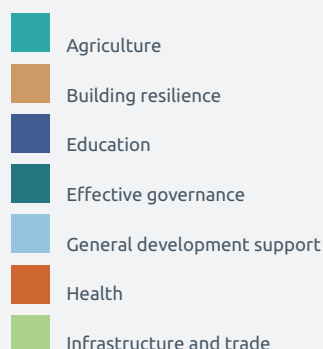 Agriculture
Building resilience
Education
Effective governance
General development support
Health
Infrastructure and trade